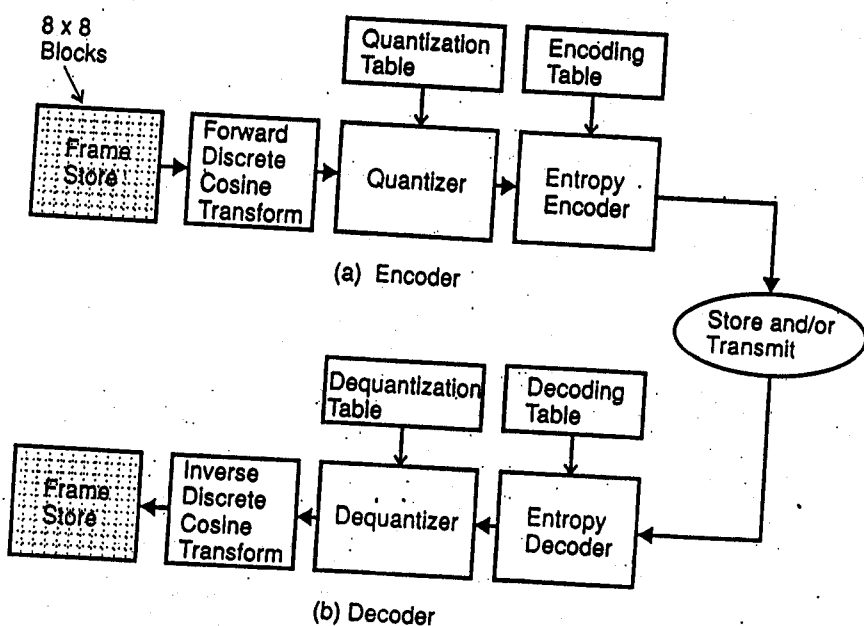 8 x 8
Blocks
Quantization
Table
Encoding
Table
Frame
Store
Forward
Discrete
Cosine
Transform
Quantizer
Entropy
Encoder
(a) Encoder
Store and/or
Transmit
Dequantization
Table
Decoding
Table
Frame
Store
Inverse
Discrete
Cosine
Transform
Dequantizer
Entropy
Decoder
(b) Decoder